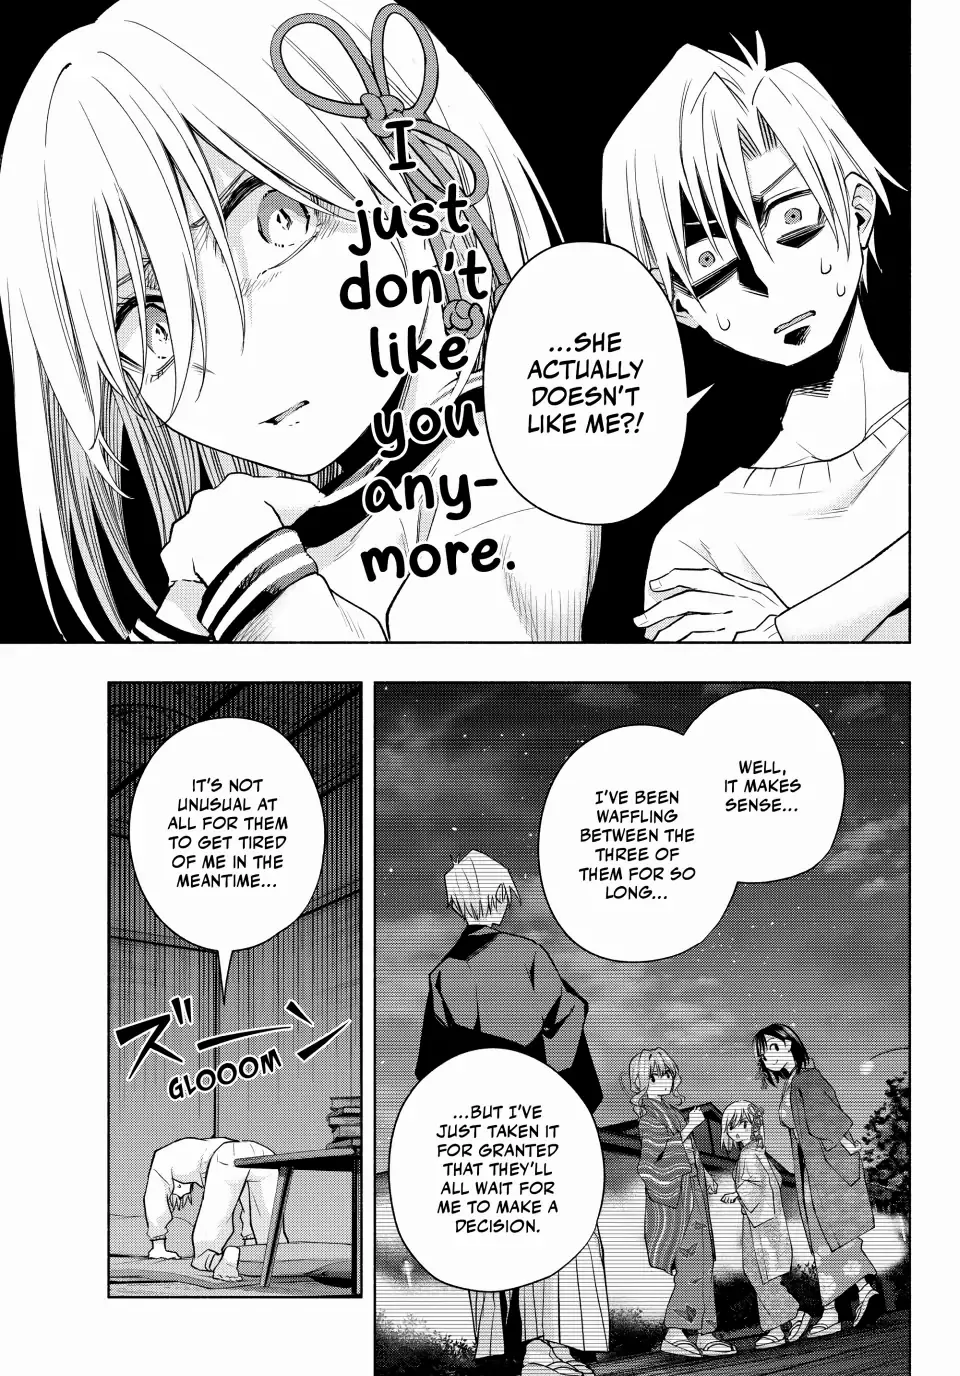 ...SHE
ACTUALLY
DOESN'T
LIKE ME?!
I
just
don't
like
you
any-
more.
WELL,
IT MAKES
SENSE...
I'VE BEEN
WAFFLING
BETWEEN THE
THREE OF
THEM FOR SO
LONG...
...BUT I'VE
JUST TAKEN IT
FOR GRANTED
THAT THEY'LL
ALL WAIT FOR
ME TO MAKE A
DECISION.
IT'S NOT
UNUSUAL AT
ALL FOR THEM
TO GET TIRED
OF ME IN THE
MEANTIME...
ズーン
GLOOOM